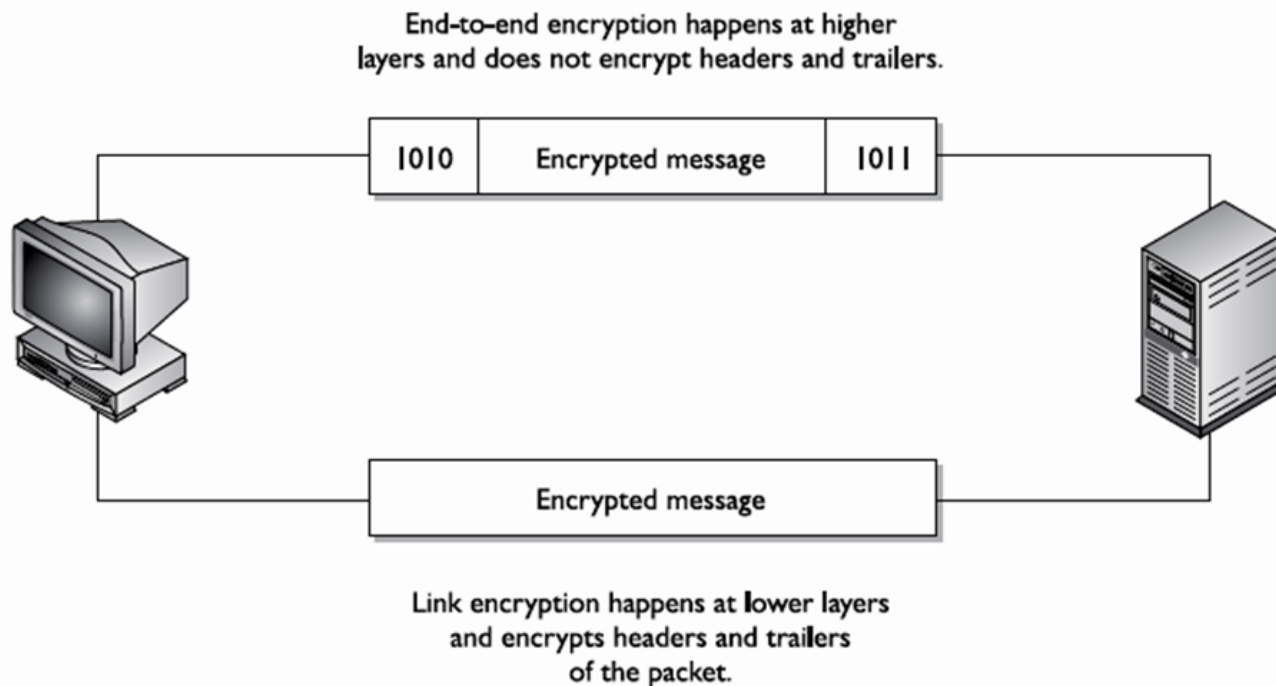 End-to-end encryption happens at higher
layers and does not encrypt headers and trailers.
1010 Encrypted message 1011
Encrypted message
Link encryption happens at lower layers
and encrypts headers and trailers
of the packet.